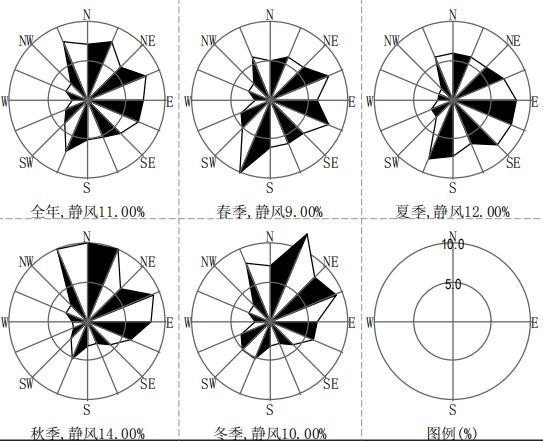 N
NW NE
W E
SW SE
S
全年,静风11.00%
N
NW NE
W E
SW SE
S
春季,静风9.00%
N
NW NE
W E
SW SE
S
夏季,静风12.00%
N
NW NE
W E
SW SE
S
秋季,静风14.00%
N
NW NE
W E
SW SE
S
冬季,静风10.00%
N
10.0
5.0
W E
S
图例(%)